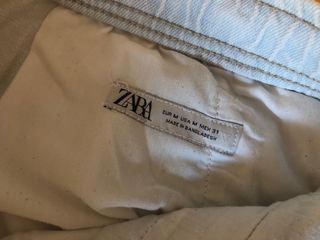 ZARA
EUR M USA M MEX 31
MADE IN BANGLADESH